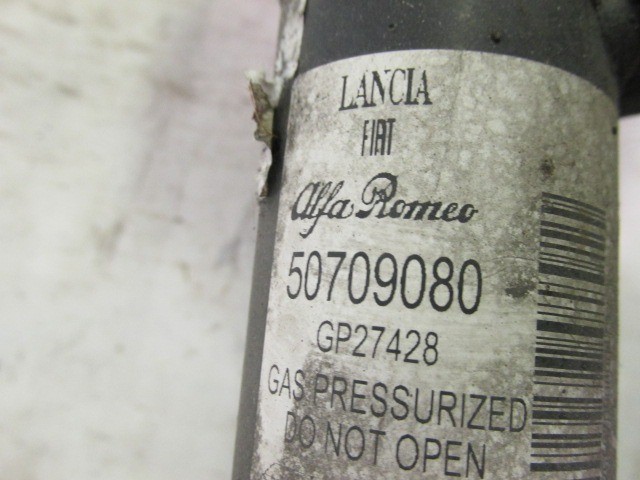 LANCIA
FIAT
Alfa Romeo
50709080
GP27428
GAS PRESSURIZED
DO NOT OPEN